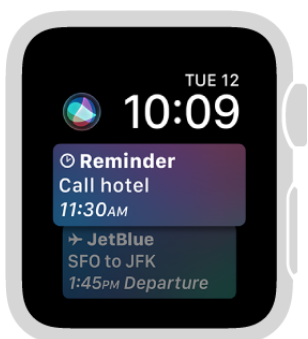 TUE 12
10:09
Reminder
Call hotel
11:30AM
JetBlue
SFO to JFK
1:45PM Departure